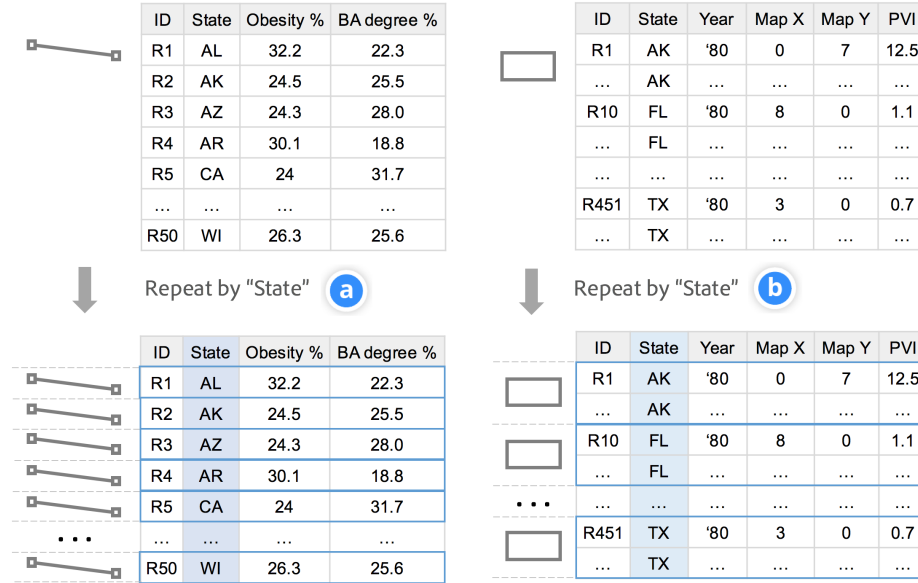 ID State Obesity % BA degree %
R1 AL 32.2 22.3
R2 AK 24.5 25.5
R3 AZ 24.3 28.0
R4 AR 30.1 18.8
R5 CA 24 31.7
... ... ... ...
R50 WI 26.3 25.6
ID State Year Map X Map Y PVI
R1 AK ‘80 0 7 12.5
... AK ... ... ... ...
R10 FL ‘80 8 0 1.1
... FL ... ... ... ...
... ... ... ... ... ...
R451 TX ‘80 3 0 0.7
... TX ... ... ... ...
Repeat by “State” a
Repeat by “State” b
ID State Obesity % BA degree %
R1 AL 32.2 22.3
R2 AK 24.5 25.5
R3 AZ 24.3 28.0
R4 AR 30.1 18.8
R5 CA 24 31.7
... ... ... ... ...
R50 WI 26.3 25.6
ID State Year Map X Map Y PVI
R1 AK ‘80 0 7 12.5
... AK ... ... ... ...
R10 FL ‘80 8 0 1.1
... FL ... ... ... ...
... ... ... ... ... ... ...
R451 TX ‘80 3 0 0.7
... TX ... ... ... ...